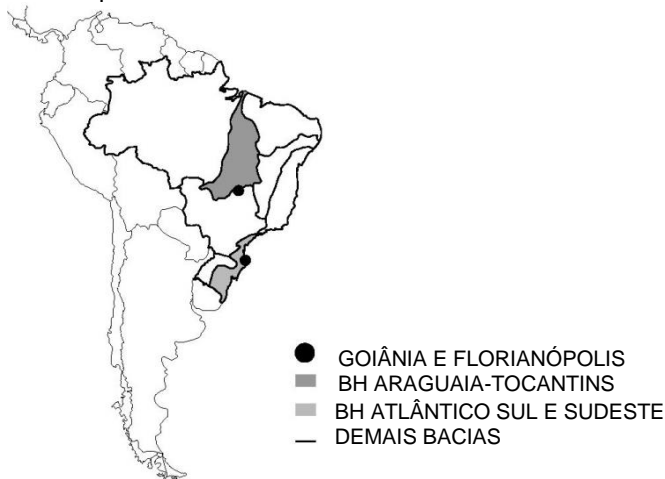 GOIÂNIA E FLORIANÓPOLIS
BH ARAGUAIA-TOCANTINS
BH ATLÂNTICO SUL E SUDESTE
DEMAIS BACIAS